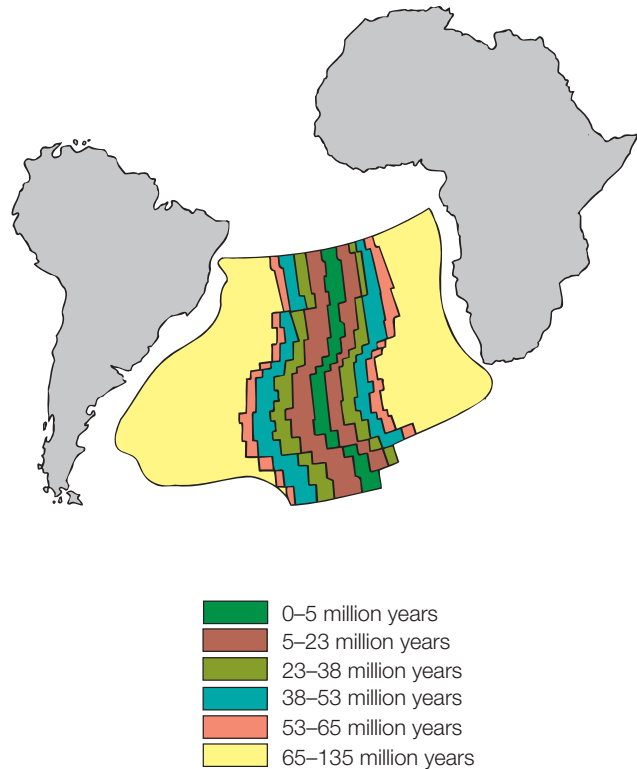 0–5 million years
5–23 million years
23–38 million years
38–53 million years
53–65 million years
65–135 million years